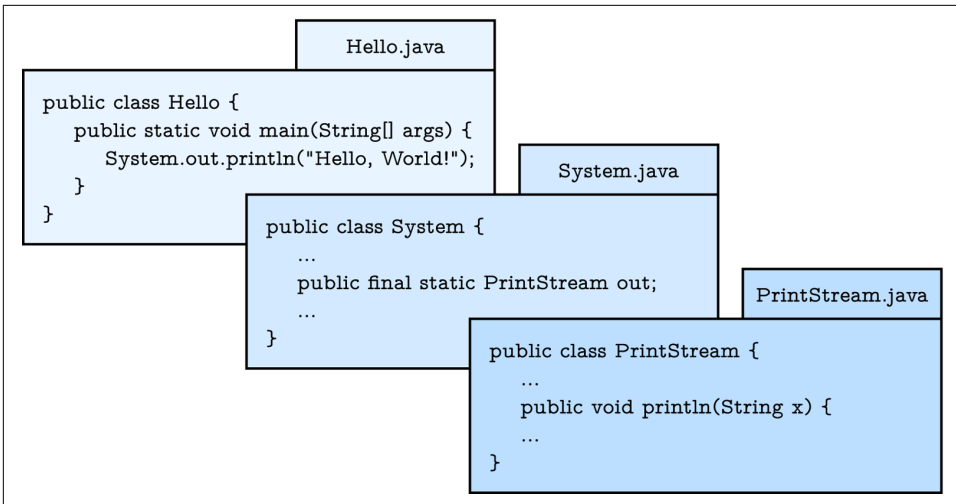 Hello.java
public class Hello {
public static void main(String[] args) {
System.out.println("Hello, World!");
}
}
System.java
public class System {
...
public final static PrintStream out;
...
}
PrintStream.java
public class PrintStream {
...
public void println(String x) {
...
}